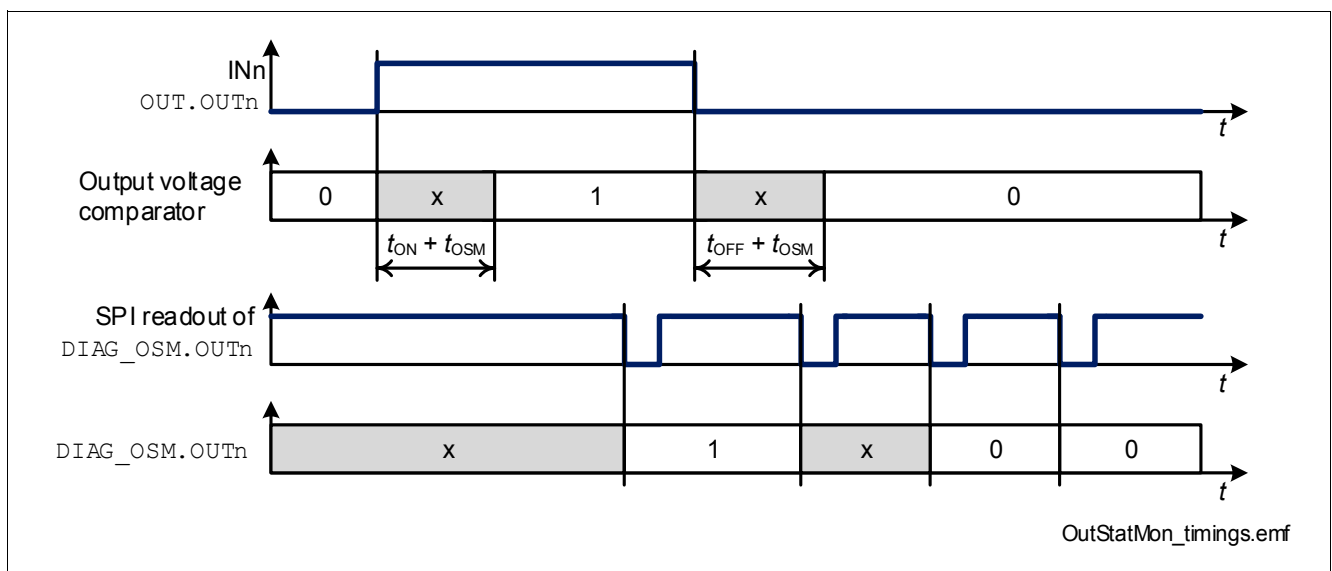 INn
OUT.OUTn
t
Output voltage
comparator
0 x 1 x 0
t
tON + tOSM tOFF + tOSM
SPI readout of
DIAG_OSM.OUTn
t
DIAG_OSM.OUTn
x 1 x 0 0
t
OutStatMon_timings.emf